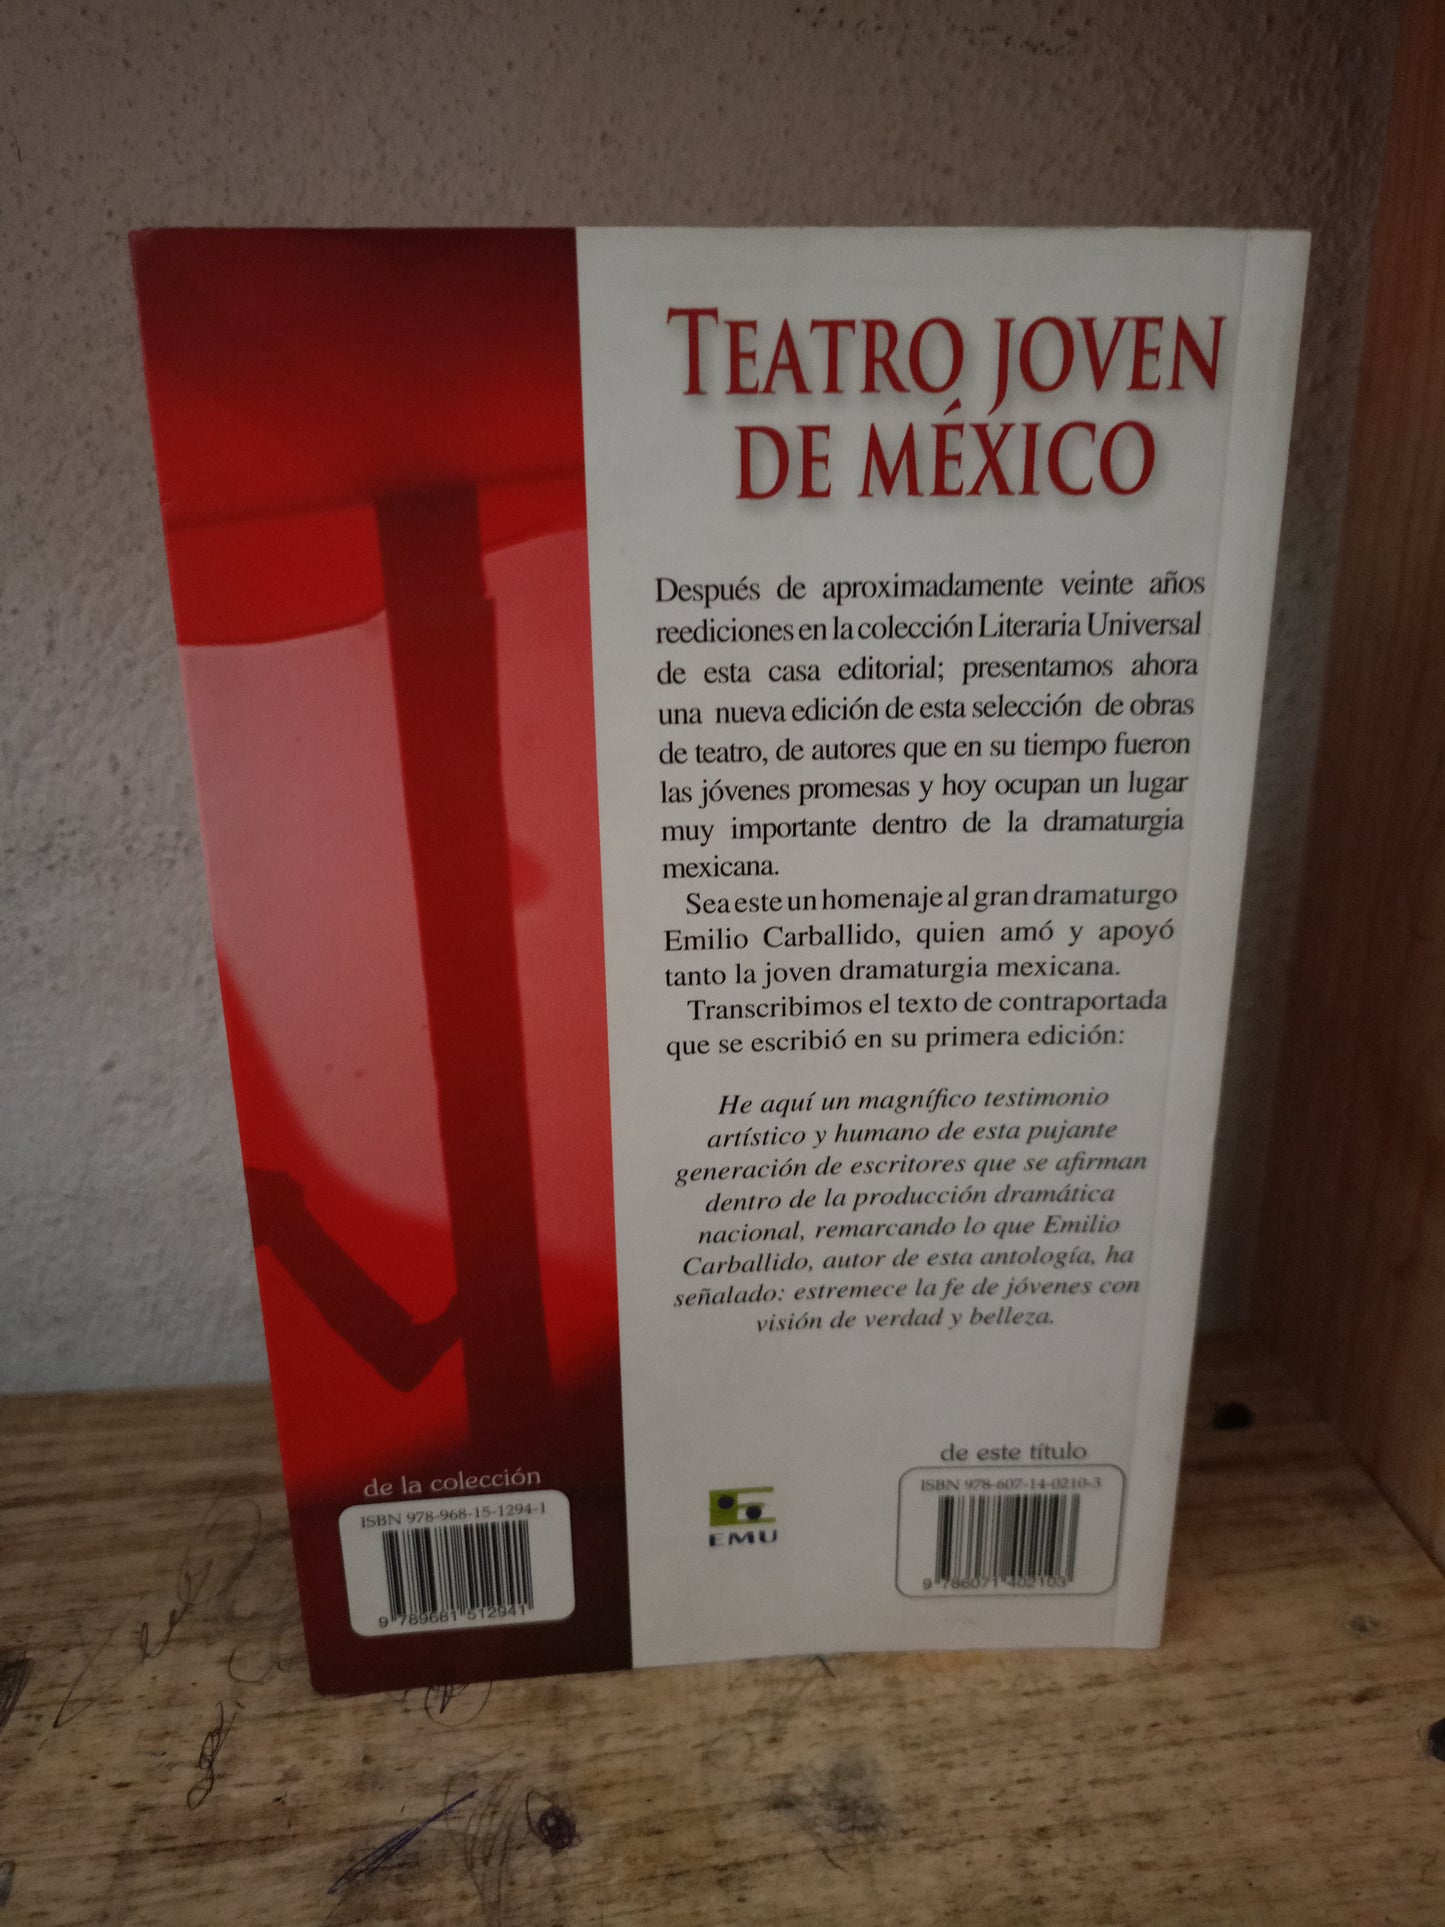 TEATRO JOVEN
DE MÉXICO
Después de aproximadamente veinte años
reediciones en la colección Literaria Universal
de esta casa editorial; presentamos ahora
una nueva edición de esta selección de obras
de teatro, de autores que en su tiempo fueron
las jóvenes promesas y hoy ocupan un lugar
muy importante dentro de la dramaturgia
mexicana.
Sea este un homenaje al gran dramaturgo
Emilio Carballido, quien amó y apoyó
tanto la joven dramaturgia mexicana.
Transcribimos el texto de contraportada
que se escribió en su primera edición:
He aquí un magnífico testimonio
artístico y humano de esta pujante
generación de escritores que se afirman
dentro de la producción dramática
nacional, remarcando lo que Emilio
Carballido, autor de esta antología, ha
señalado: estremece la fe de jóvenes con
visión de verdad y belleza.
de la colección
ISBN 978-968-15-1294-1
9 789681 512941
EMU
de este título
ISBN 978-607-14-0210-3
9 786071 402103